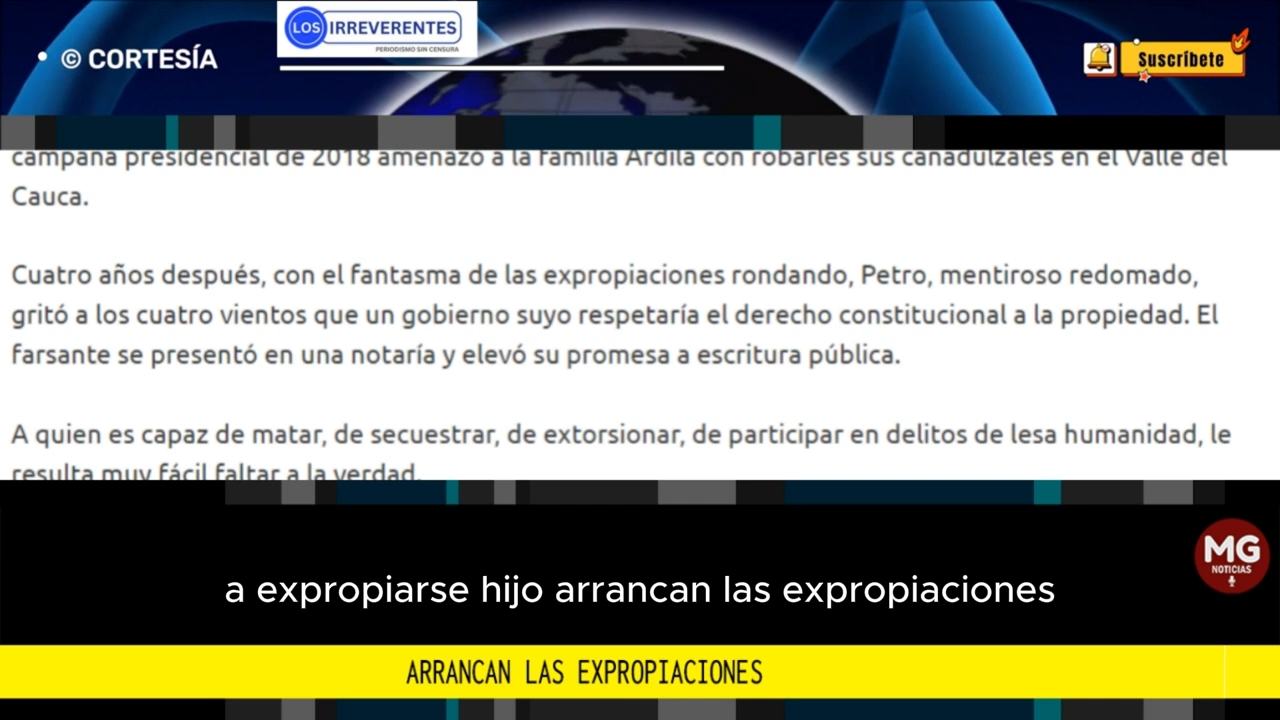 © CORTESÍA
LOS IRREVERENTES
PERIODISMO SIN CENSURA
Suscríbete
campaña presidencial de 2018 amenazó a la familia Ardila con robarles sus cañadulzales en el Valle del
Cauca.
Cuatro años después, con el fantasma de las expropiaciones rondando, Petro, mentiroso redomado,
gritó a los cuatro vientos que un gobierno suyo respetaría el derecho constitucional a la propiedad. El
farsante se presentó en una notaría y elevó su promesa a escritura pública.
A quien es capaz de matar, de secuestrar, de extorsionar, de participar en delitos de lesa humanidad, le
resulta muy fácil faltar a la verdad.
MG
NOTICIAS
a expropiarse hijo arrancan las expropiaciones
ARRANCAN LAS EXPROPIACIONES